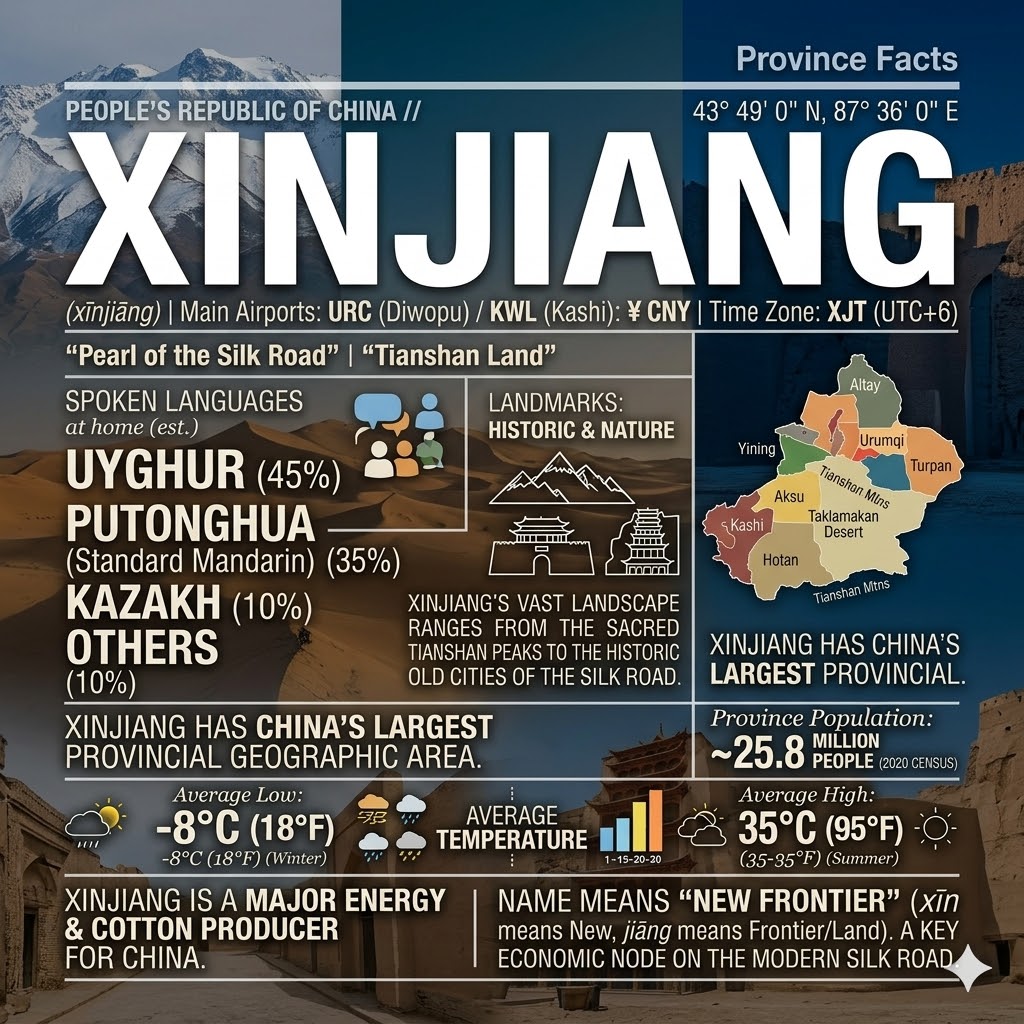 Province Facts
PEOPLE'S REPUBLIC OF CHINA //
43° 49' 0" N, 87° 36' 0" E
XINJIANG
(xīnjiāng) | Main Airports: URC (Diwopu) / KWL (Kashi): ¥ CNY | Time Zone: XJT (UTC+6)
“Pearl of the Silk Road” | “Tianshan Land”
SPOKEN LANGUAGES
at home (est.)
UYGHUR (45%)
PUTONGHUA
(Standard Mandarin) (35%)
KAZAKH (10%)
OTHERS
(10%)
LANDMARKS:
HISTORIC & NATURE
XINJIANG'S VAST LANDSCAPE
RANGES FROM THE SACRED
TIANSHAN PEAKS TO THE HISTORIC
OLD CITIES OF THE SILK ROAD.
Altay
Yining
Urumqi
Turpan
Tianshan Mtns
Aksu
Taklamakan
Desert
Kashi
Hotan
Tianshan Mtns
XINJIANG HAS CHINA'S
LARGEST PROVINCIAL.
XINJIANG HAS CHINA'S LARGEST
PROVINCIAL GEOGRAPHIC AREA.
Province Population:
~25.8 MILLION
PEOPLE (2020 CENSUS)
Average Low:
-8°C (18°F)
-8°C (18°F) (Winter)
AVERAGE
TEMPERATURE
1-15-20-20
Average High:
35°C (95°F)
(35-95°F) (Summer)
XINJIANG IS A MAJOR ENERGY
& COTTON PRODUCER
FOR CHINA.
NAME MEANS “NEW FRONTIER” (xīn
means New, jiāng means Frontier/Land). A KEY
ECONOMIC NODE ON THE MODERN SILK ROAD.